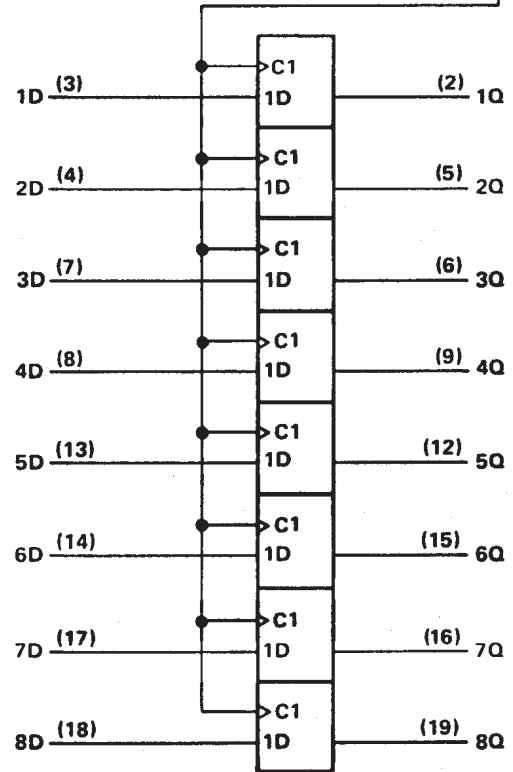 C1
1D (3) 1D (2) 1Q
C1
2D (4) 1D (5) 2Q
C1
3D (7) 1D (6) 3Q
C1
4D (8) 1D (9) 4Q
C1
5D (13) 1D (12) 5Q
C1
6D (14) 1D (15) 6Q
C1
7D (17) 1D (16) 7Q
C1
8D (18) 1D (19) 8Q